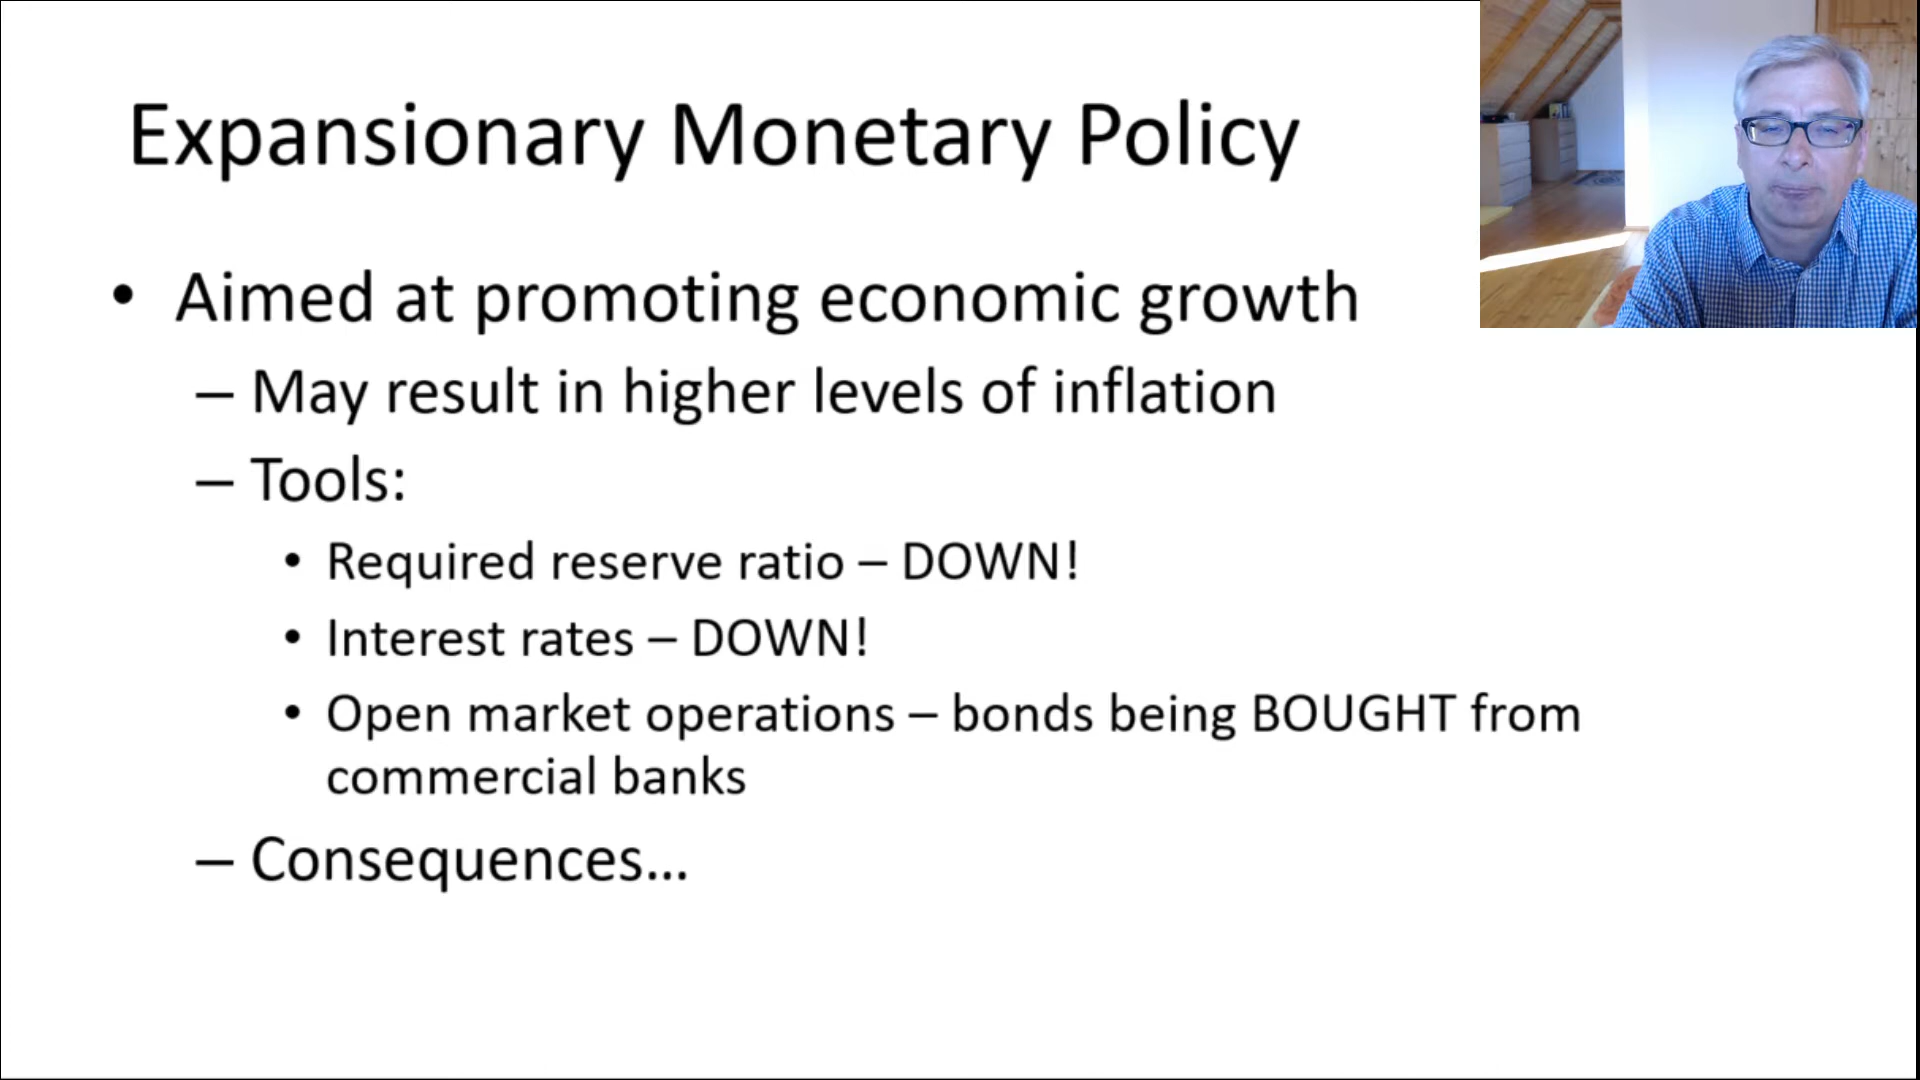 Expansionary Monetary Policy
• Aimed at promoting economic growth
– May result in higher levels of inflation
– Tools:
• Required reserve ratio – DOWN!
• Interest rates – DOWN!
• Open market operations – bonds being BOUGHT from
commercial banks
– Consequences...